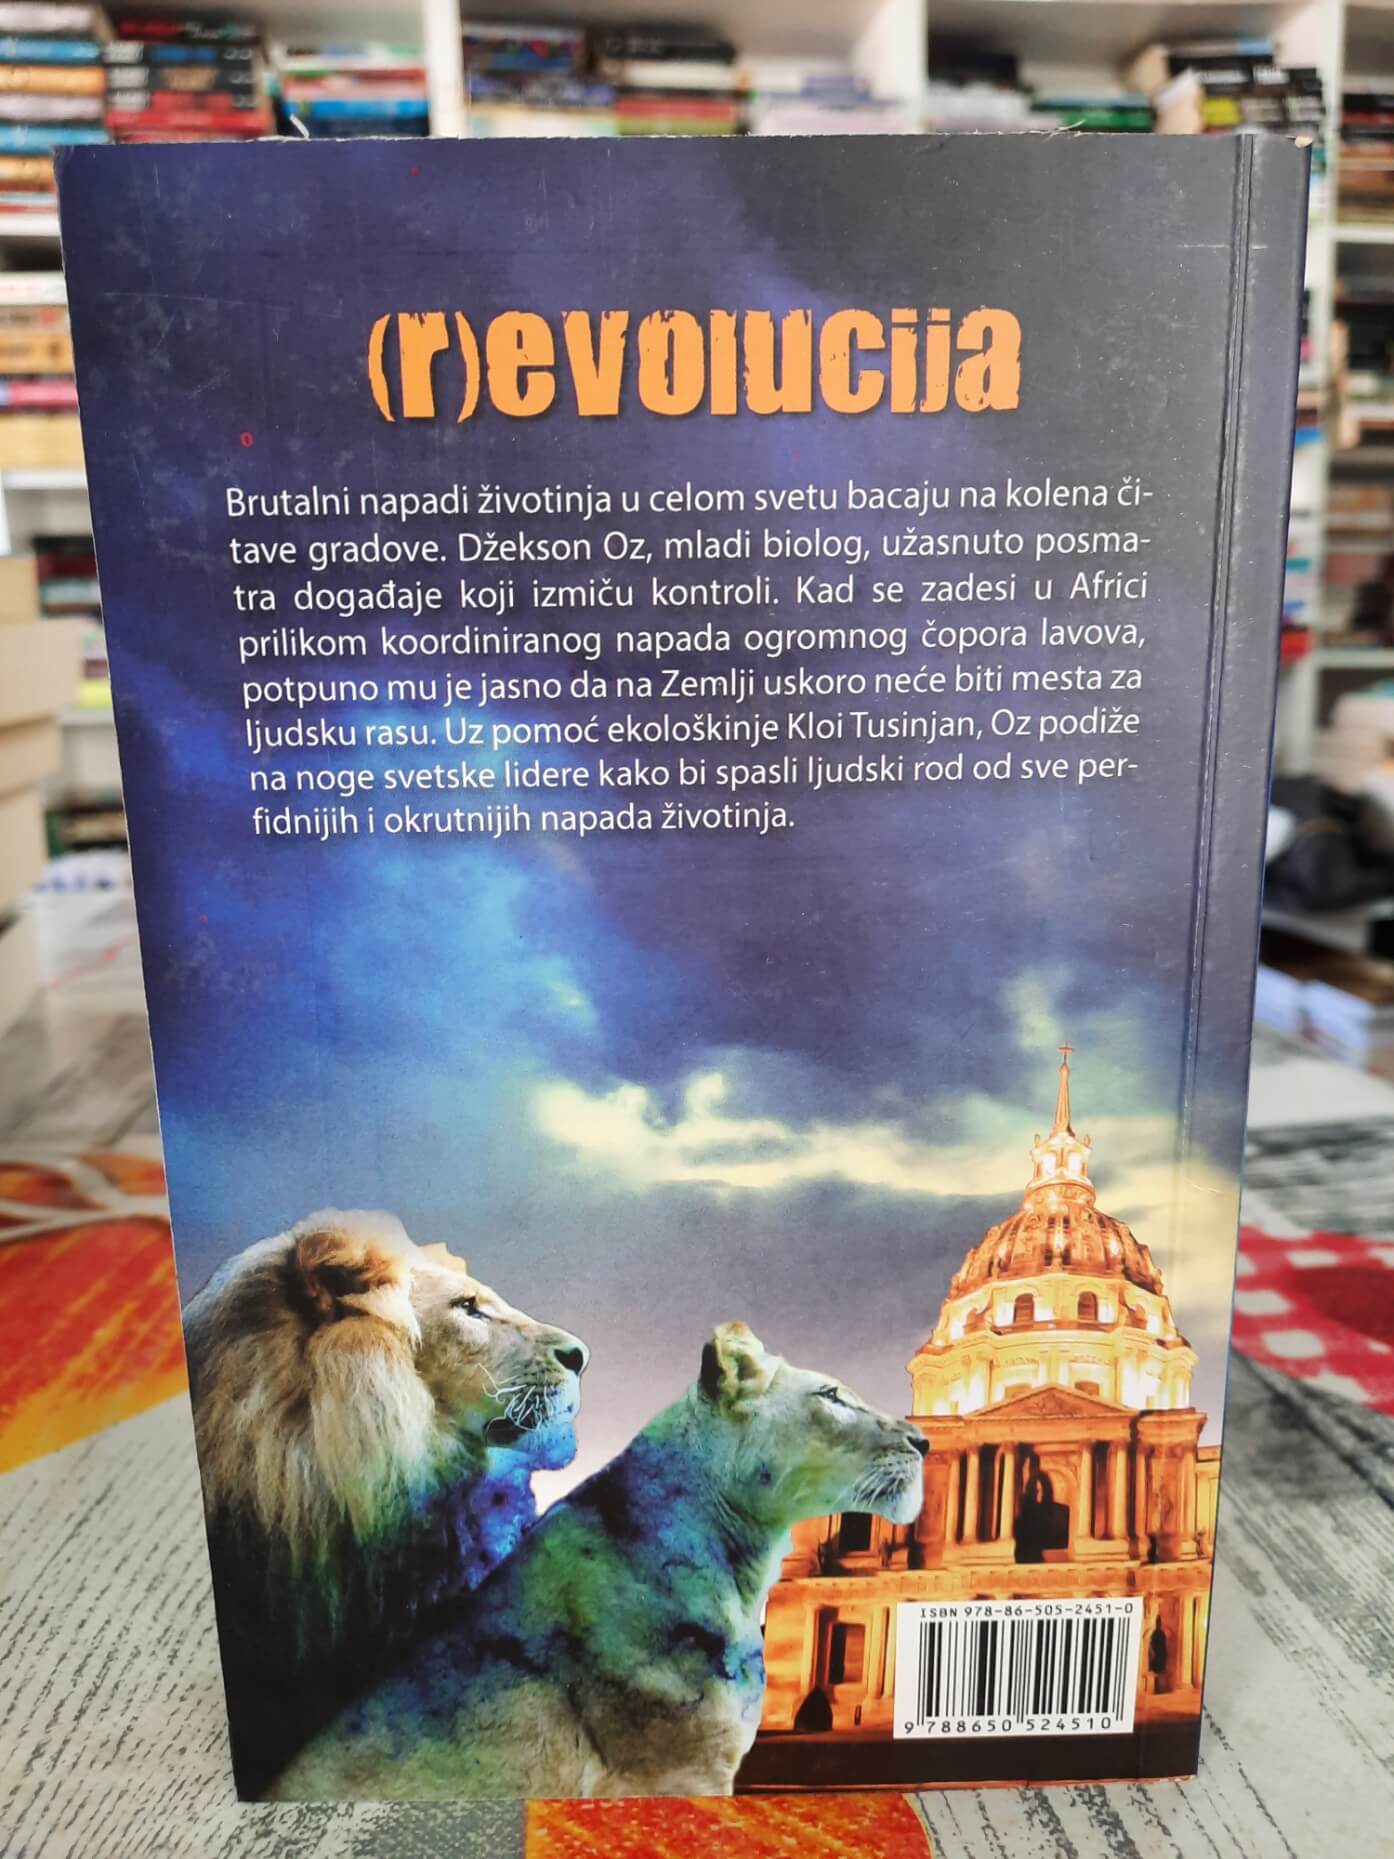 (r)evolucija
Brutalni napadi životinja u celom svetu bacaju na kolena či-
tave gradove. Džekson Oz, mladi biolog, užasnuto posma-
tra događaje koji izmiču kontroli. Kad se zadesi u Africi
prilikom koordiniranog napada ogromnog čopora lavova,
potpuno mu je jasno da na Zemlji uskoro neće biti mesta za
ljudsku rasu. Uz pomoć ekološkinje Kloi Tusinjan, Oz podiže
na noge svetske lidere kako bi spasli ljudski rod od sve per-
fidnijih i okrutnijih napada životinja.
ISBN 978-86-505-2451-0
9 788650 524510